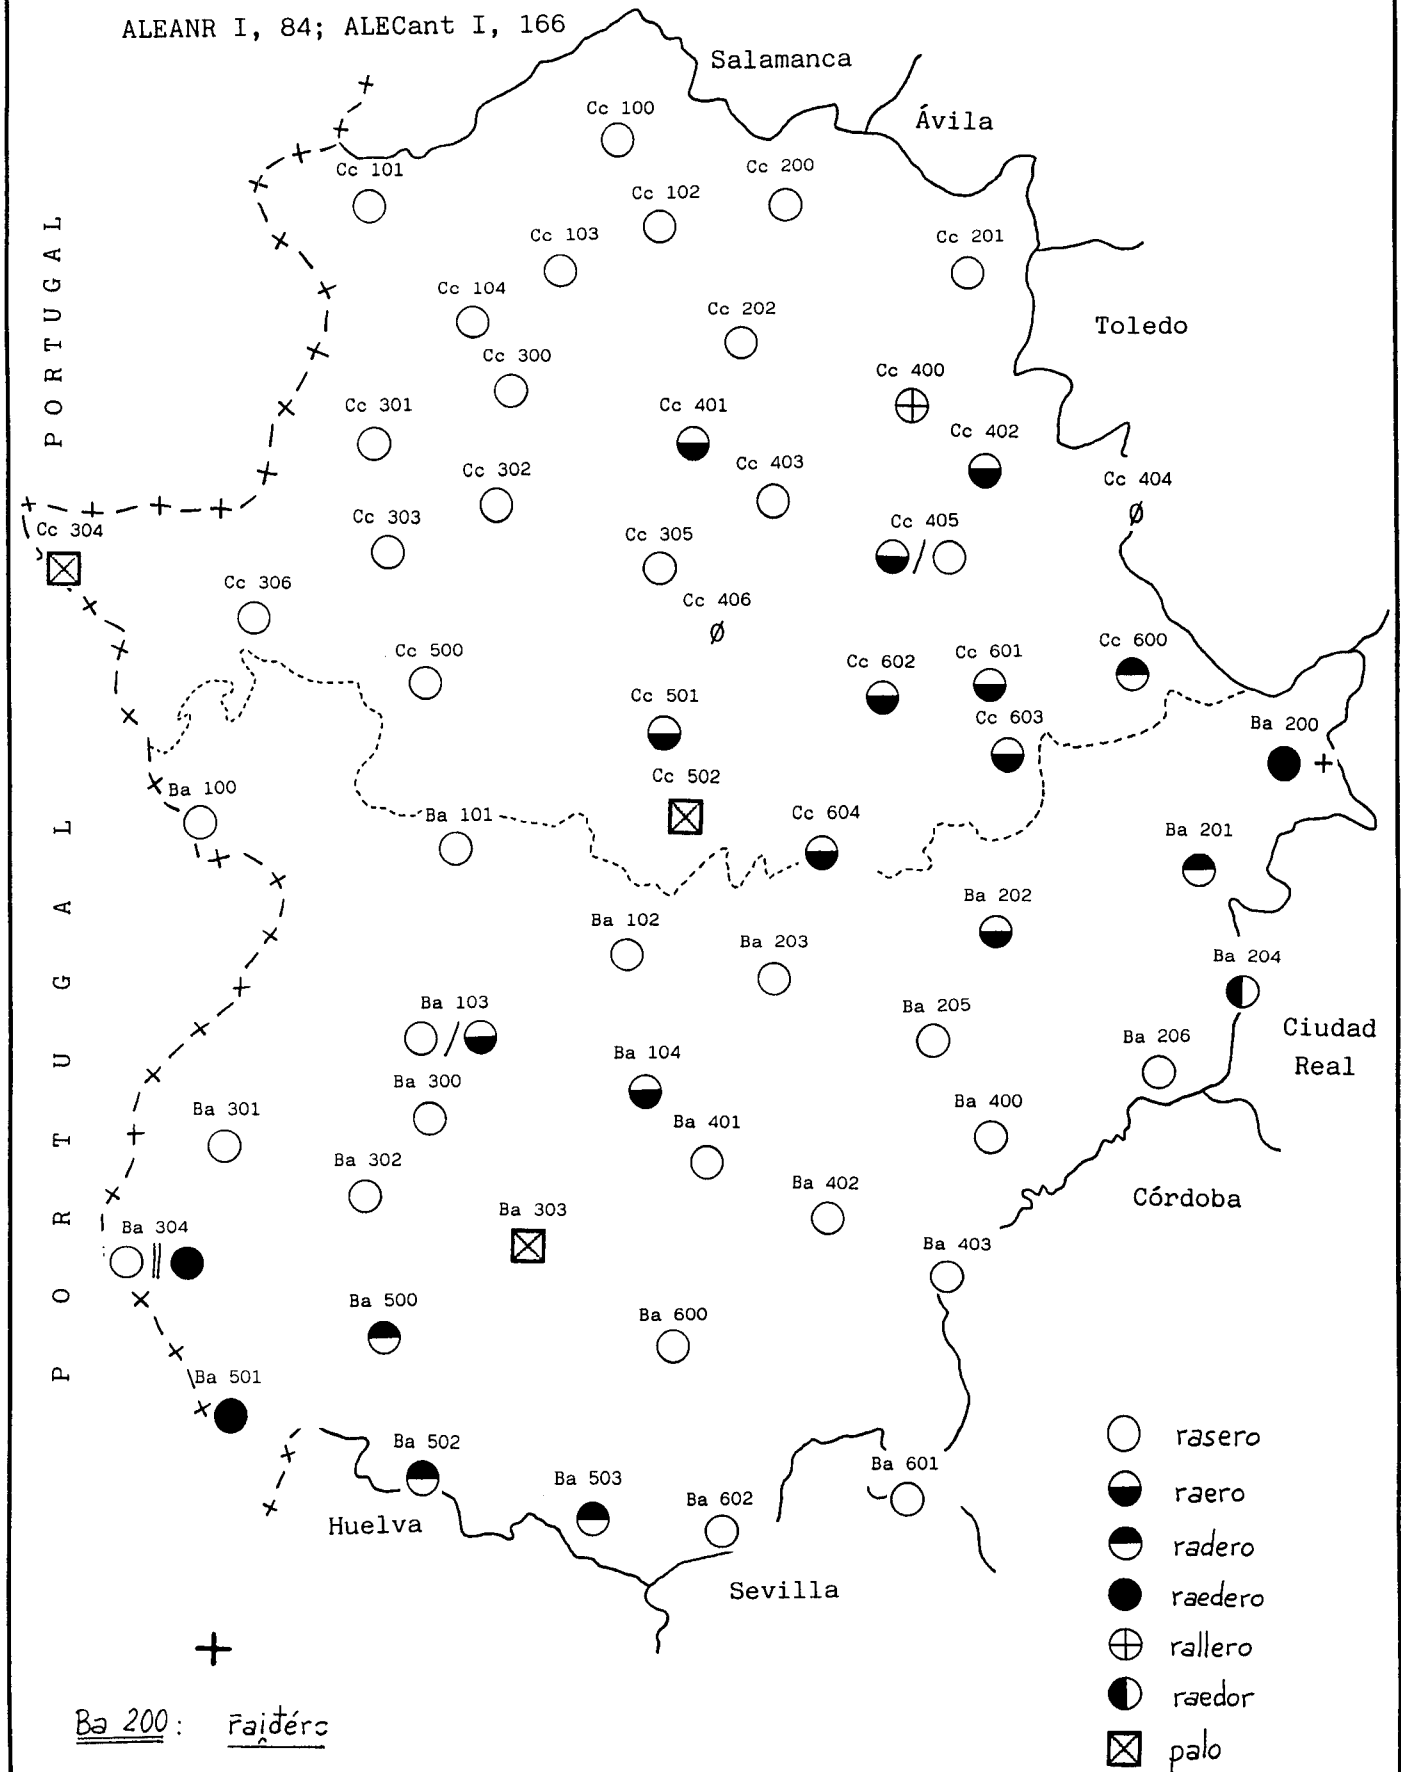 ALEANR I, 84; ALECant I, 166
Salamanca
Ávila
Cc 100
Cc 101
Cc 200
Cc 102
Cc 103
Cc 201
Cc 104
Cc 202
Toledo
PORTUGAL
Cc 300
Cc 400
Cc 301
Cc 401
Cc 402
Cc 302
Cc 403
Cc 404
ø
Cc 303
Cc 405
/
Cc 304
Cc 305
Cc 306
Cc 406
ø
Cc 500
Cc 602
Cc 601
Cc 600
Cc 501
Cc 603
Ba 200
+
Cc 502
Ba 100
Ba 101
Cc 604
Ba 201
Ba 202
Ba 102
Ba 203
Ba 204
Ba 103
/
Ba 205
Ciudad
Real
Ba 206
Ba 104
Ba 300
Ba 301
Ba 401
Ba 400
PORTUGAL
Ba 302
Ba 402
Córdoba
Ba 303
Ba 304
||
Ba 403
Ba 500
Ba 600
Ba 501
Ba 502
Ba 503
Ba 602
Ba 601
Huelva
Sevilla
rasero
raero
radero
raedero
rallero
raedor
palo
+
Ba 200: